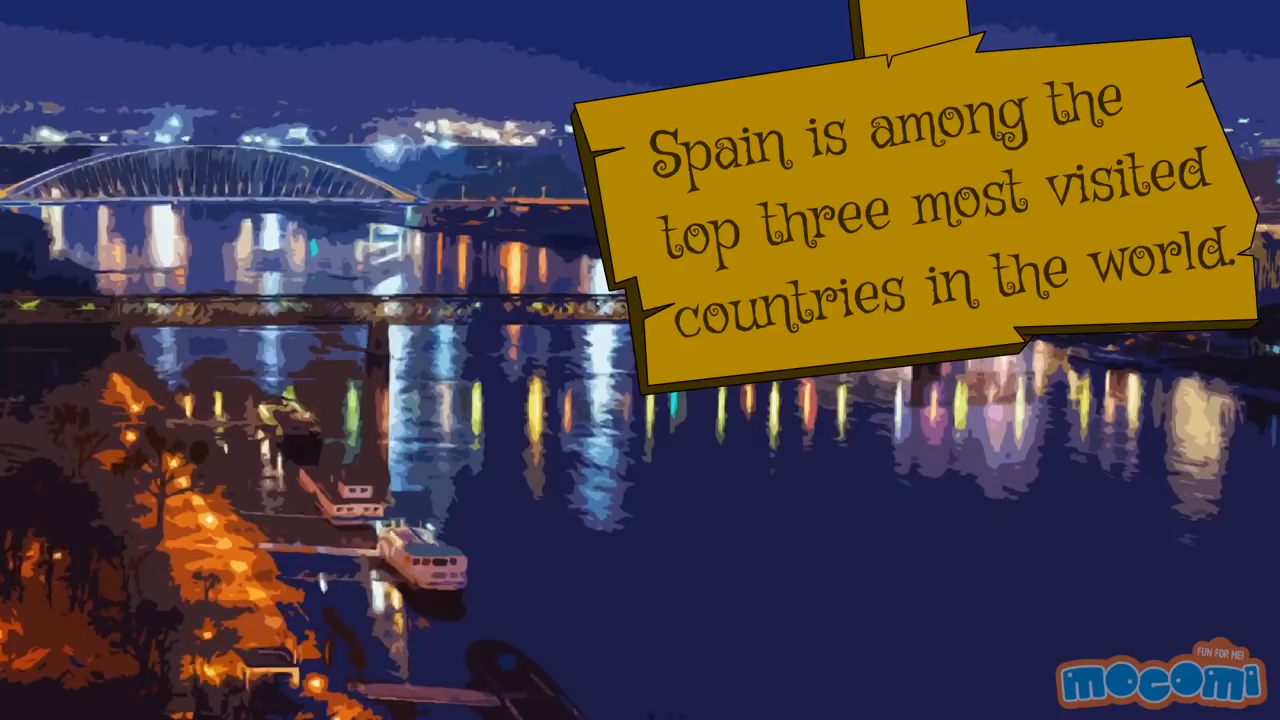 Spain is among the
top three most visited
countries in the world.
FUN FOR ME!
mocomi